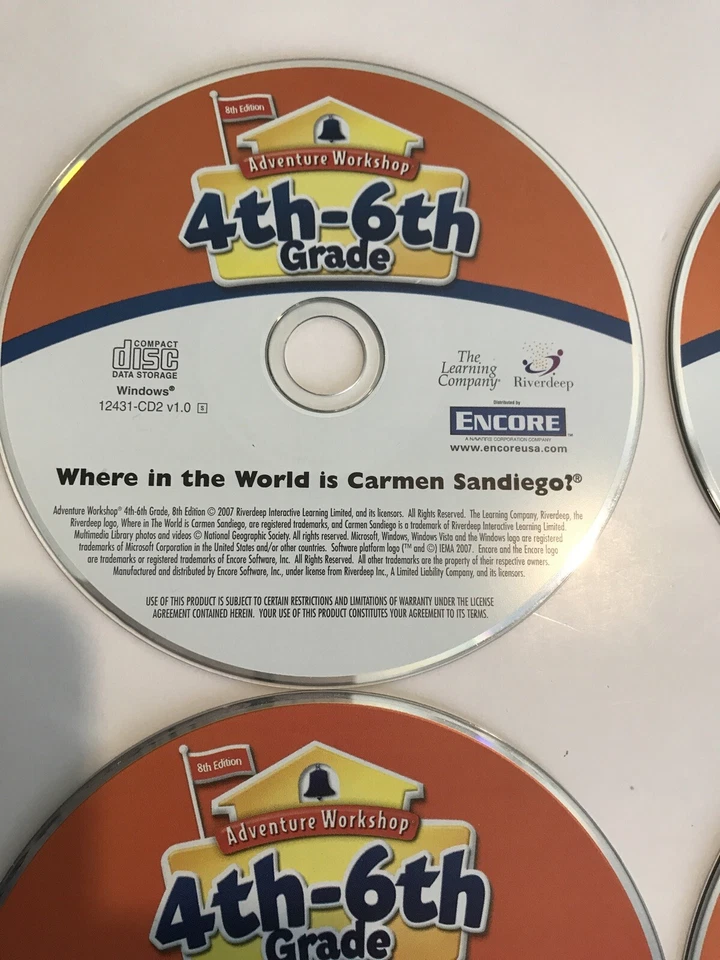 8th Edition
Adventure Workshop
4th-6th
Grade
COMPACT
disc
DATA STORAGE
Windows®
12431-CD2 v1.0 S
The
Learning
Company®
Riverdeep
Distributed by
ENCORE™
A NAVARRE CORPORATION COMPANY
www.encoreusa.com
Where in the World is Carmen Sandiego?®
Adventure Workshop® 4th-6th Grade, 8th Edition © 2007 Riverdeep Interactive Learning Limited, and its licensors. All Rights Reserved. The Learning Company, Riverdeep, the
Riverdeep logo, Where in The World is Carmen Sandiego, are registered trademarks, and Carmen Sandiego is a trademark of Riverdeep Interactive Learning Limited.
Multimedia Library photos and videos © National Geographic Society. All rights reserved. Microsoft, Windows, Windows Vista and the Windows logo are registered
trademarks of Microsoft Corporation in the United States and/or other countries. Software platform logo (™ and ©) IEMA 2007. Encore and the Encore logo
are trademarks or registered trademarks of Encore Software, Inc. All Rights Reserved. All other trademarks are the property of their respective owners.
Manufactured and distributed by Encore Software, Inc., under license from Riverdeep Inc., A Limited Liability Company, and its licensors.
USE OF THIS PRODUCT IS SUBJECT TO CERTAIN RESTRICTIONS AND LIMITATIONS OF WARRANTY UNDER THE LICENSE
AGREEMENT CONTAINED HEREIN. YOUR USE OF THIS PRODUCT CONSTITUTES YOUR AGREEMENT TO ITS TERMS.
8th Edition
Adventure Workshop
4th-6th
Grade